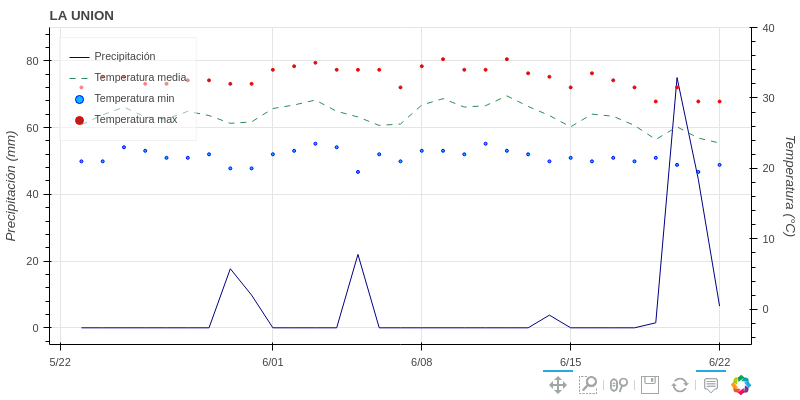 LA UNION
Precipitación
Temperatura media
Temperatura min
Temperatura max
Precipitación (mm)
80
60
40
20
0
Temperatura (°C)
40
30
20
10
0
5/22
6/01
6/08
6/15
6/22